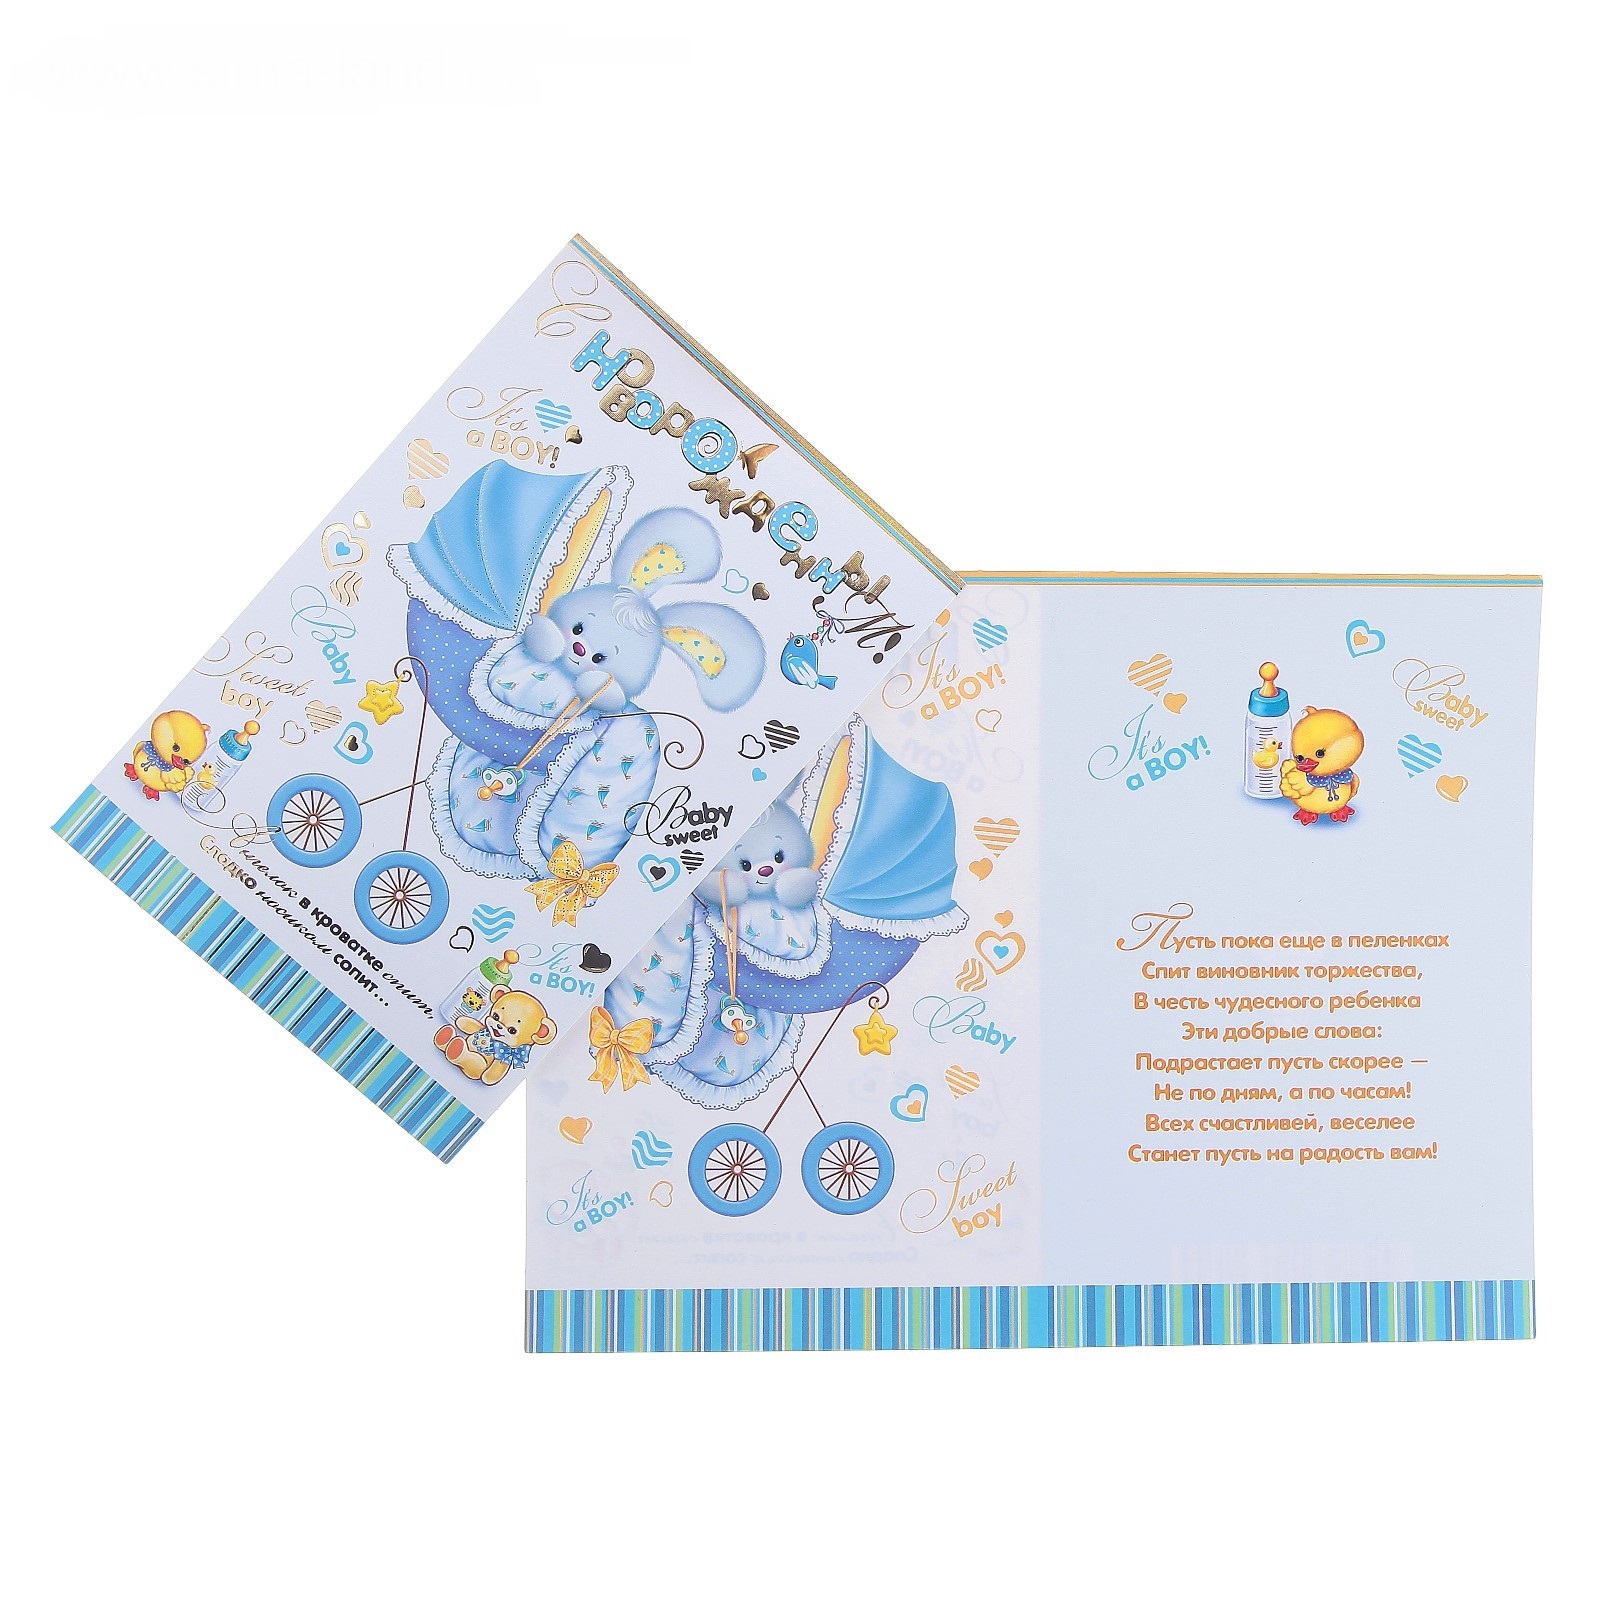 С
НОВОРОЖДЕННЫМ!
It's
a BOY!
Baby
Sweet
boy
Baby
sweet
It's
a BOY!
Ангелак в кроватке спит,
Сладко носиком сопит...
It's
a BOY!
Baby
It's
a BOY!
Sweet
boy
It's
a BOY!
Baby
sweet
Пусть пока еще в пеленках
Спит виновник торжества,
В честь чудесного ребенка
Эти добрые слова:
Подрастает пусть скорее —
Не по дням, а по часам!
Всех счастливей, веселее
Станет пусть на радость вам!